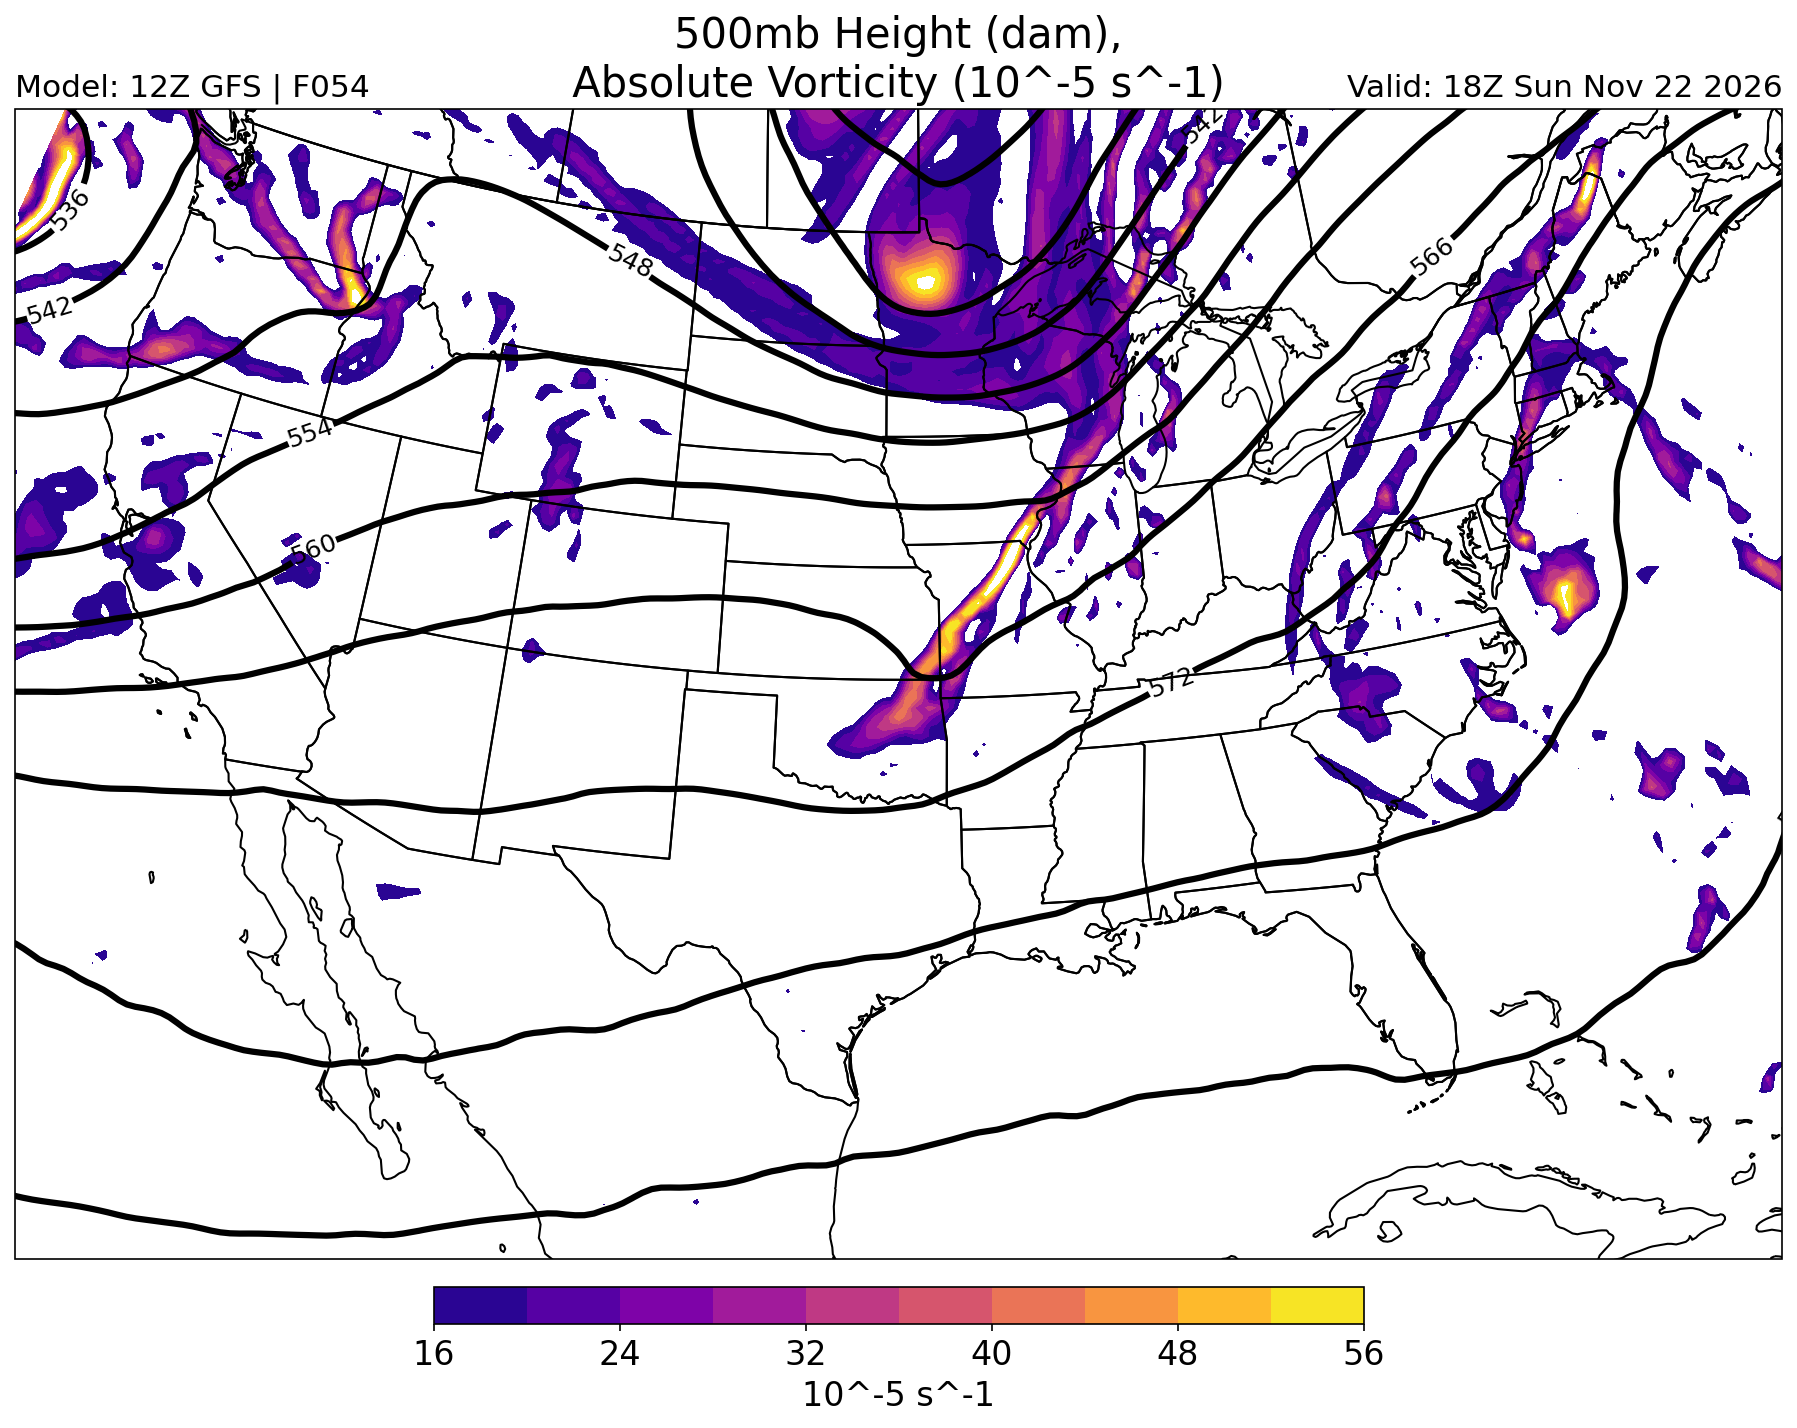 500mb Height (dam),
Absolute Vorticity (10^-5 s^-1)
Model: 12Z GFS | F054
Valid: 18Z Sun Nov 22 2026
542
536
548
566
542
554
560
572
16 24 32 40 48 56
10^-5 s^-1